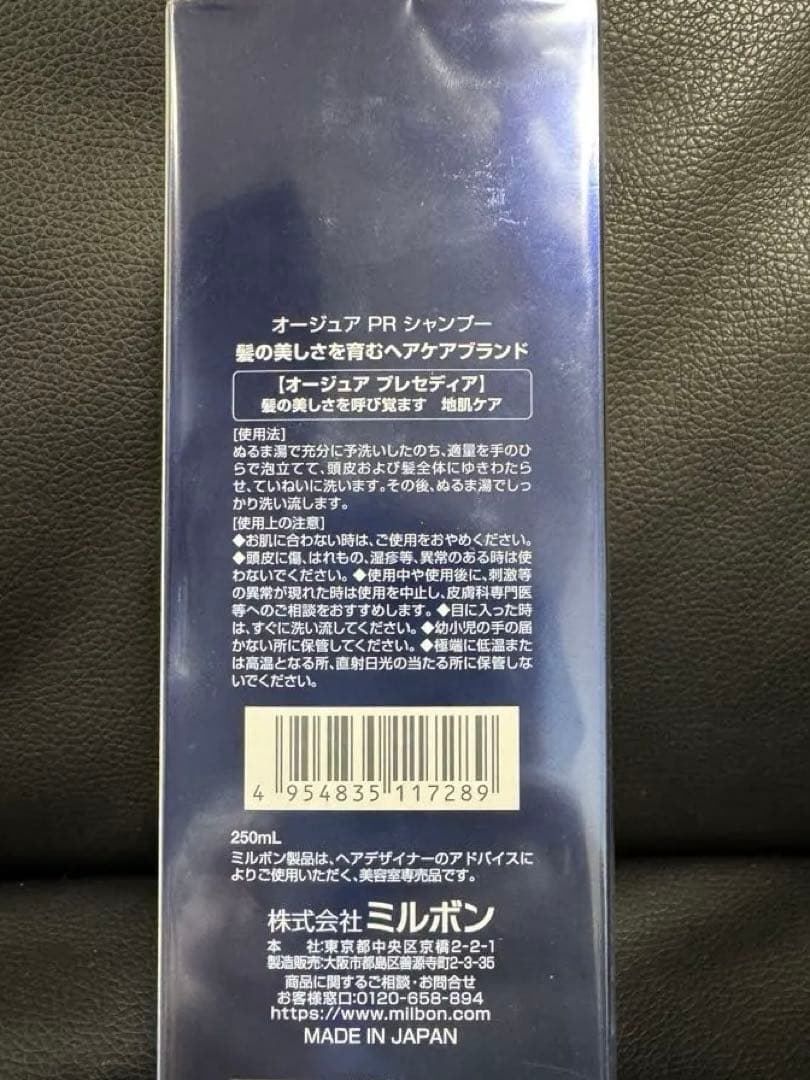 オージュア PR シャンプー
髪の美しさを育むヘアケアブランド
【オージュア プレセディア】
髪の美しさを呼び覚ます 地肌ケア
[使用法]
ぬるま湯で充分に予洗いしたのち、適量を手のひ
らで泡立てて、頭皮および髪全体にゆきわたら
せ、ていねいに洗います。その後、ぬるま湯でしっ
かり洗い流します。
[使用上の注意]
◆お肌に合わない時は、ご使用をおやめください。
◆頭皮に傷、はれもの、湿疹等、異常のある時は使
わないでください。◆使用中や使用後に、刺激等
の異常が現れた時は使用を中止し、皮膚科専門医
等へのご相談をおすすめします。◆目に入った時
は、すぐに洗い流してください。◆幼小児の手の届
かない所に保管してください。◆極端に低温また
は高温となる所、直射日光の当たる所に保管しな
いでください。
4 954835 117289
250mL
ミルボン製品は、ヘアデザイナーのアドバイスに
よりご使用いただく、美容室専売品です。
株式会社ミルボン
本 社:東京都中央区京橋2-2-1
製造販売:大阪市都島区善源寺町2-3-35
商品に関するご相談・お問合せ
お客様窓口:0120-658-894
https://www.milbon.com
MADE IN JAPAN